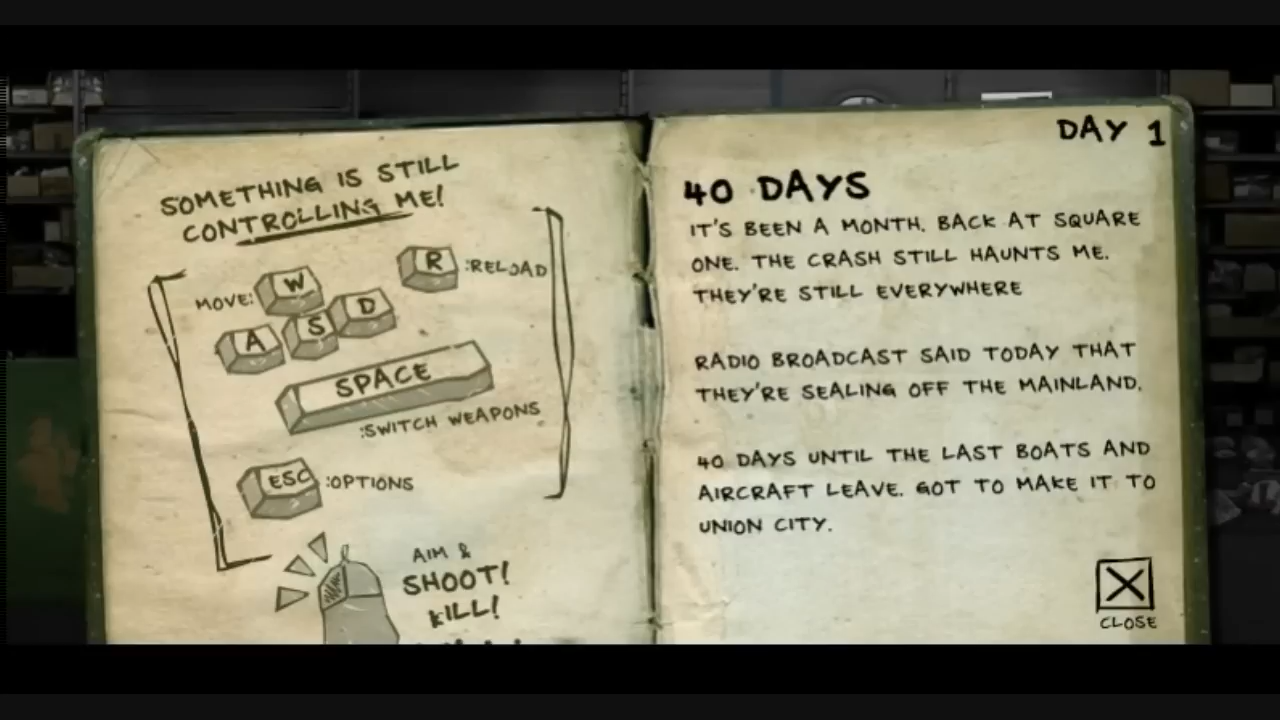 SOMETHING IS STILL
CONTROLLING ME!
MOVE:
W
A
S
D
R
:RELOAD
SPACE
:SWITCH WEAPONS
ESC
:OPTIONS
AIM &
SHOOT!
KILL!
DAY 1
40 DAYS
IT'S BEEN A MONTH. BACK AT SQUARE
ONE. THE CRASH STILL HAUNTS ME.
THEY'RE STILL EVERYWHERE
RADIO BROADCAST SAID TODAY THAT
THEY'RE SEALING OFF THE MAINLAND.
40 DAYS UNTIL THE LAST BOATS AND
AIRCRAFT LEAVE. GOT TO MAKE IT TO
UNION CITY.
CLOSE